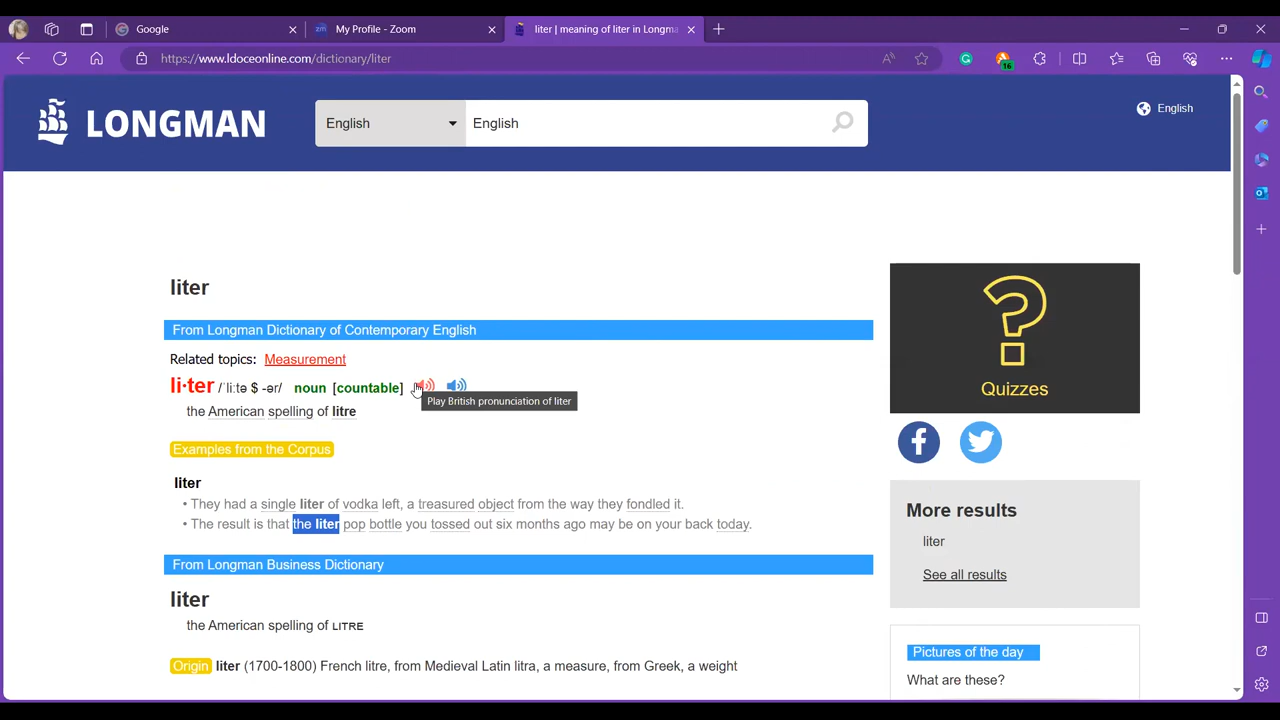 Google
My Profile - Zoom
liter | meaning of liter in Longma
https://www.ldoceonline.com/dictionary/liter
16
LONGMAN
English
English
English
liter
From Longman Dictionary of Contemporary English
Related topics: Measurement
li·ter /ˈliːtə $ -ər/ noun [countable]
Play British pronunciation of liter
the American spelling of litre
Examples from the Corpus
liter
• They had a single liter of vodka left, a treasured object from the way they fondled it.
• The result is that the liter pop bottle you tossed out six months ago may be on your back today.
From Longman Business Dictionary
liter
the American spelling of LITRE
Origin liter (1700-1800) French litre, from Medieval Latin litra, a measure, from Greek, a weight
?
Quizzes
More results
liter
See all results
Pictures of the day
What are these?